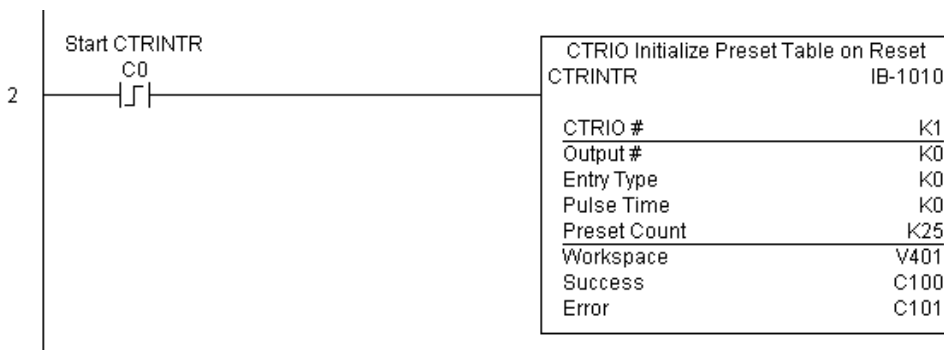 Start CTRINTR
C0
2
CTRIO Initialize Preset Table on Reset
CTRINTR IB-1010
CTRIO # K1
Output # K0
Entry Type K0
Pulse Time K0
Preset Count K25
Workspace V401
Success C100
Error C101